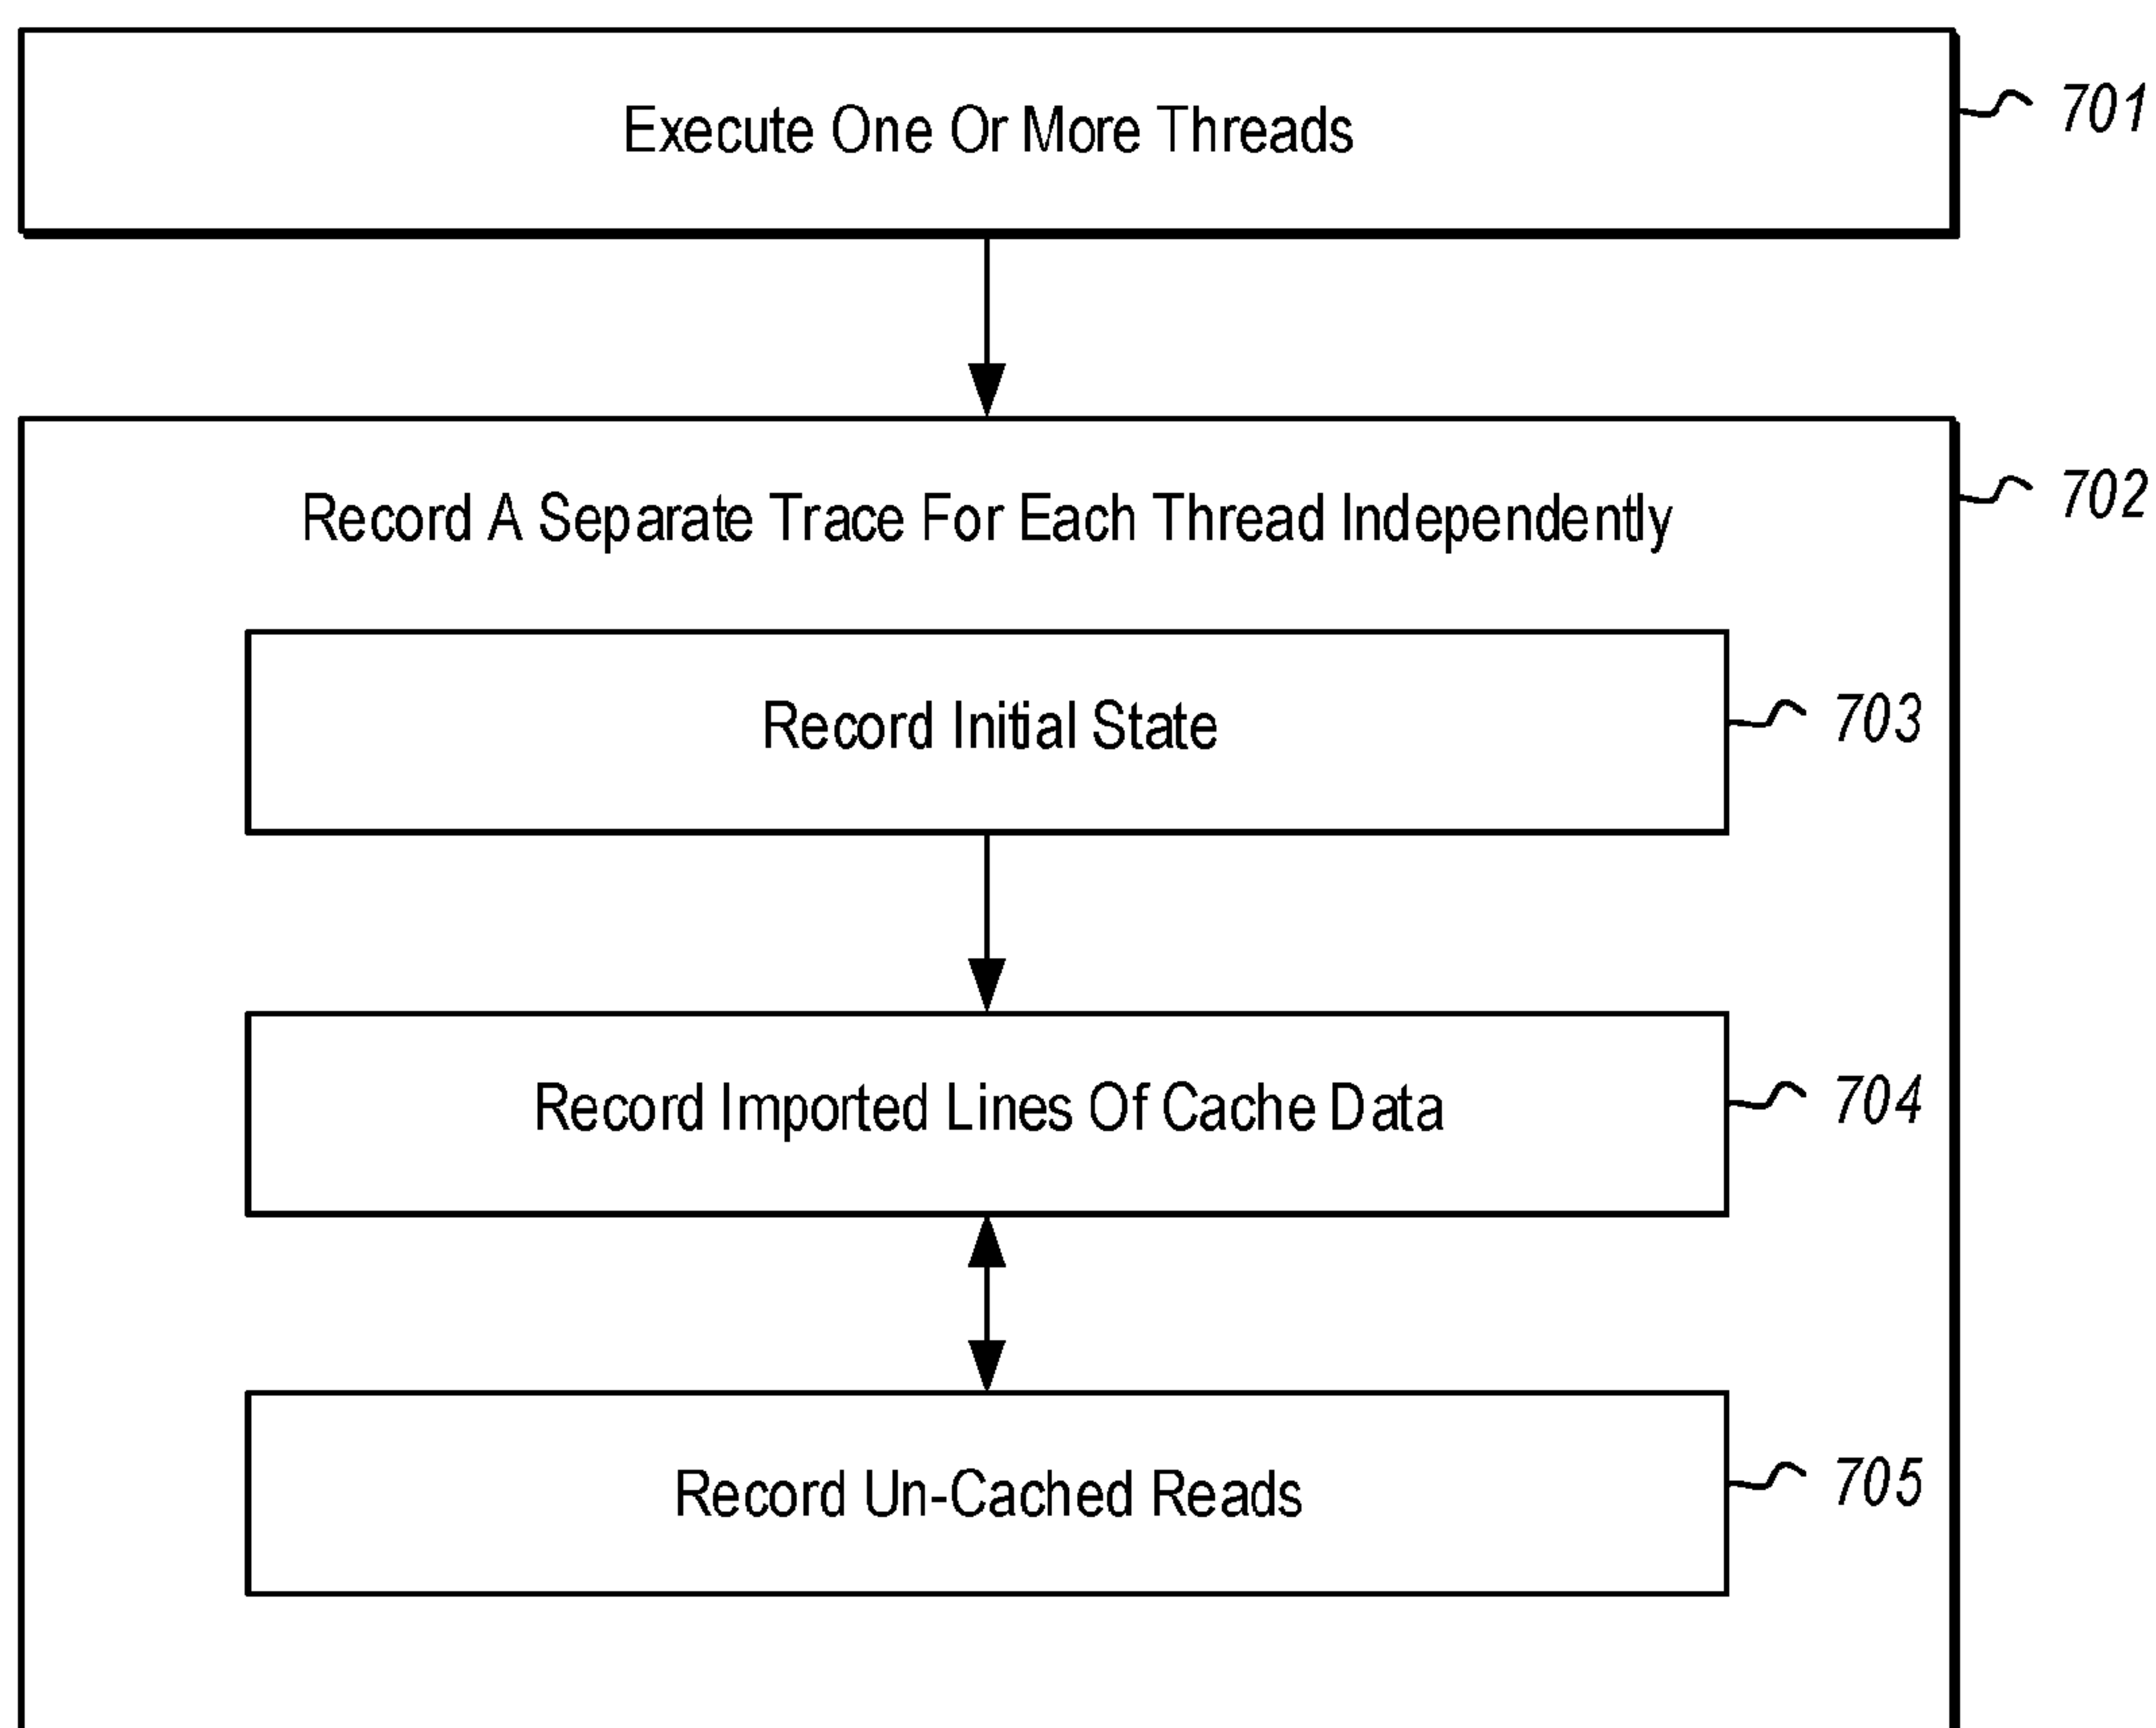 Execute One Or More Threads
701
Record A Separate Trace For Each Thread Independently
702
Record Initial State
703
Record Imported Lines Of Cache Data
704
Record Un-Cached Reads
705